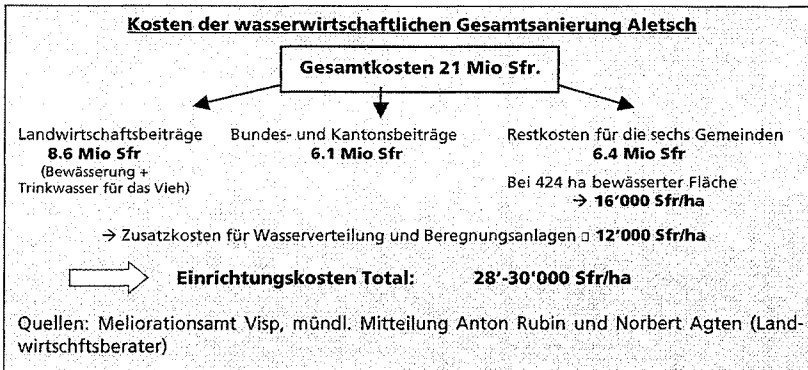 Kosten der wasserwirtschaftlichen Gesamtsanierung Aletsch
Gesamtkosten 21 Mio Sfr.
Landwirtschaftsbeiträge
8.6 Mio Sfr
(Bewässerung +
Trinkwasser für das Vieh)
Bundes- und Kantonsbeiträge
6.1 Mio Sfr
Restkosten für die sechs Gemeinden
6.4 Mio Sfr
Bei 424 ha bewässerter Fläche
→ 16'000 Sfr/ha
→ Zusatzkosten für Wasserverteilung und Beregnungsanlagen □ 12'000 Sfr/ha
Einrichtungskosten Total: 28'-30'000 Sfr/ha
Quellen: Meliorationsamt Visp, mündl. Mitteilung Anton Rubin und Norbert Agten (Land-
wirtschftsberater)